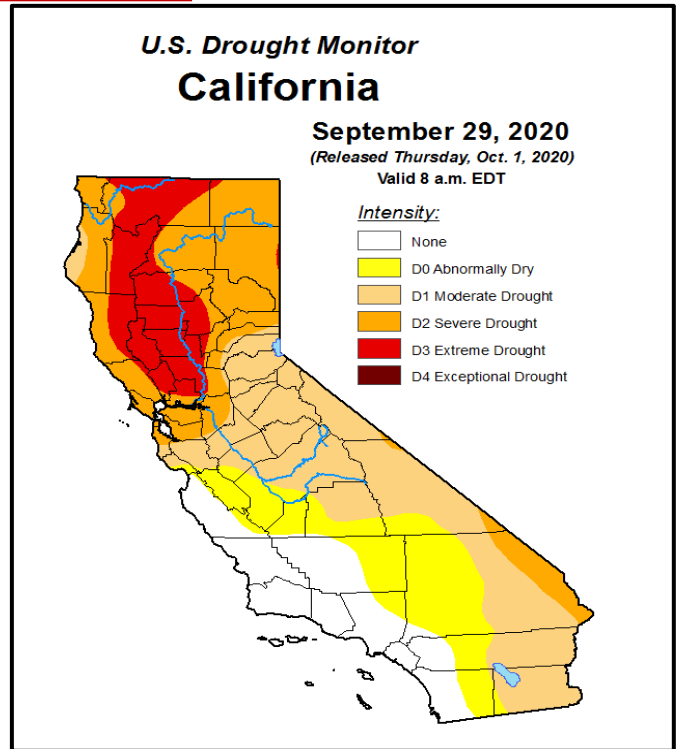 U.S. Drought Monitor
California
September 29, 2020
(Released Thursday, Oct. 1, 2020)
Valid 8 a.m. EDT
Intensity:
None
D0 Abnormally Dry
D1 Moderate Drought
D2 Severe Drought
D3 Extreme Drought
D4 Exceptional Drought